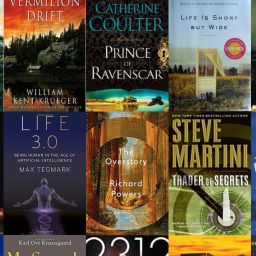 VERMILION
DRIFT
WILLIAM
KENT KRUEGER
CATHERINE
COULTER
PRINCE
OF
RAVENSCAR
LIFE IS SHORT
BUT WIDE
LIFE
3.0
BEING HUMAN IN THE AGE OF
ARTIFICIAL INTELLIGENCE
MAX TEGMARK
The
Overstory
Richard
Powers
STEVE
MARTINI
TRADER OF SECRETS
Karl Ove Knausgaard
2312